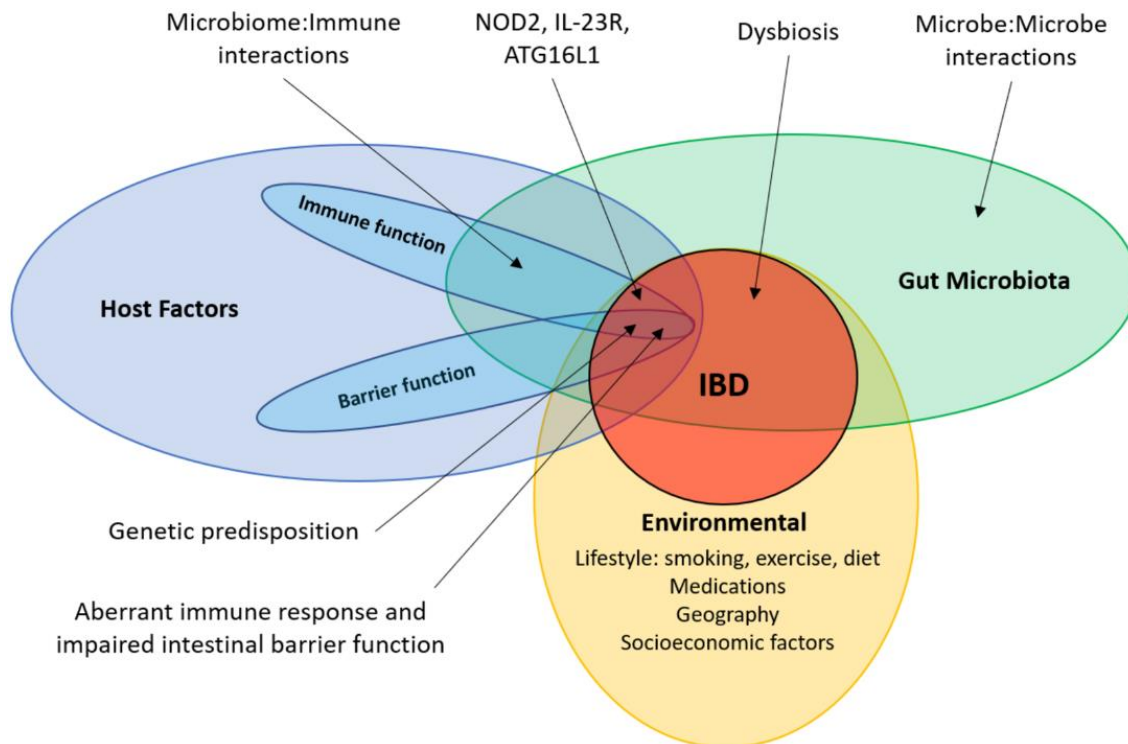 Microbiome:Immune
interactions
NOD2, IL-23R,
ATG16L1
Dysbiosis
Microbe:Microbe
interactions
Immune function
Host Factors
Gut Microbiota
Barrier function
IBD
Genetic predisposition
Aberrant immune response and
impaired intestinal barrier function
Environmental
Lifestyle: smoking, exercise, diet
Medications
Geography
Socioeconomic factors